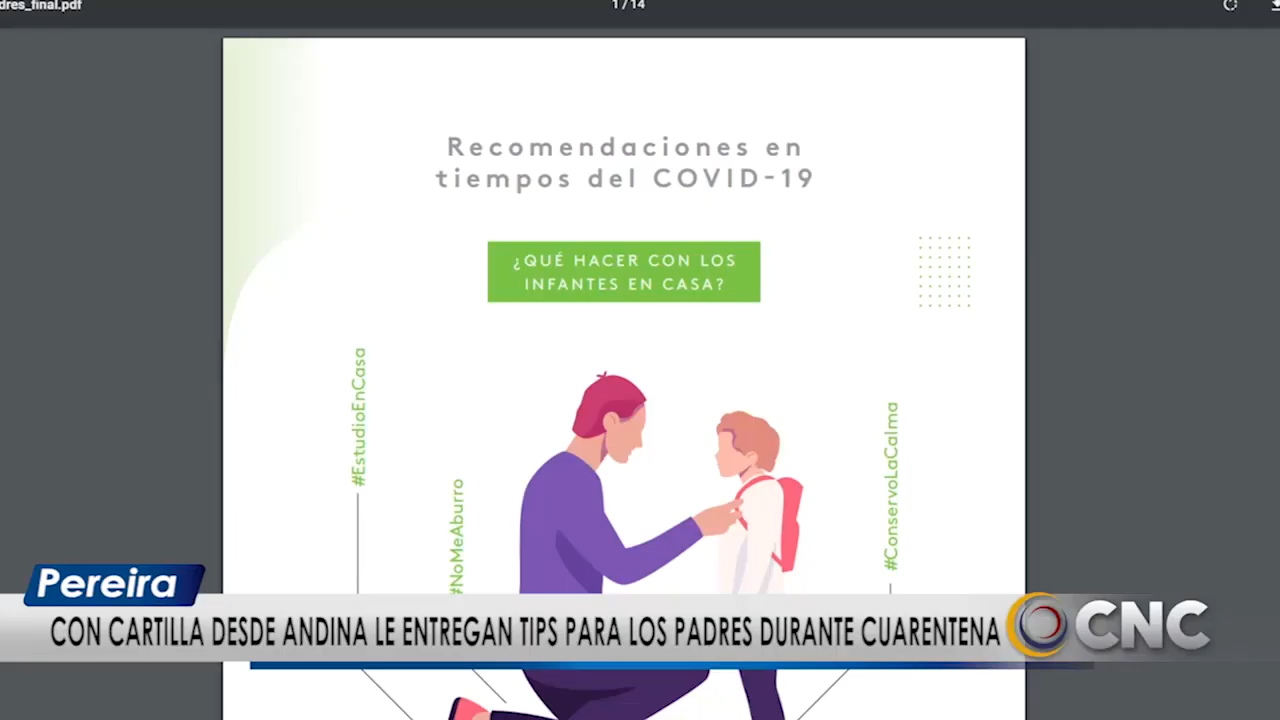 dres_final.pdf
1 / 14
Recomendaciones en
tiempos del COVID-19
¿QUÉ HACER CON LOS
INFANTES EN CASA?
#EstudioEnCasa
#NoMeAburro
#ConservoLaCalma
Pereira
CON CARTILLA DESDE ANDINA LE ENTREGAN TIPS PARA LOS PADRES DURANTE CUARENTENA
CNC